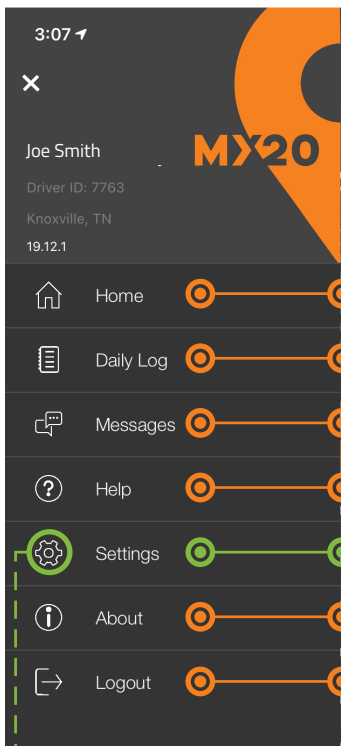 3:07
MX20
Joe Smith
Driver ID: 7763
Knoxville, TN
19.12.1
Home
Daily Log
Messages
Help
Settings
About
Logout